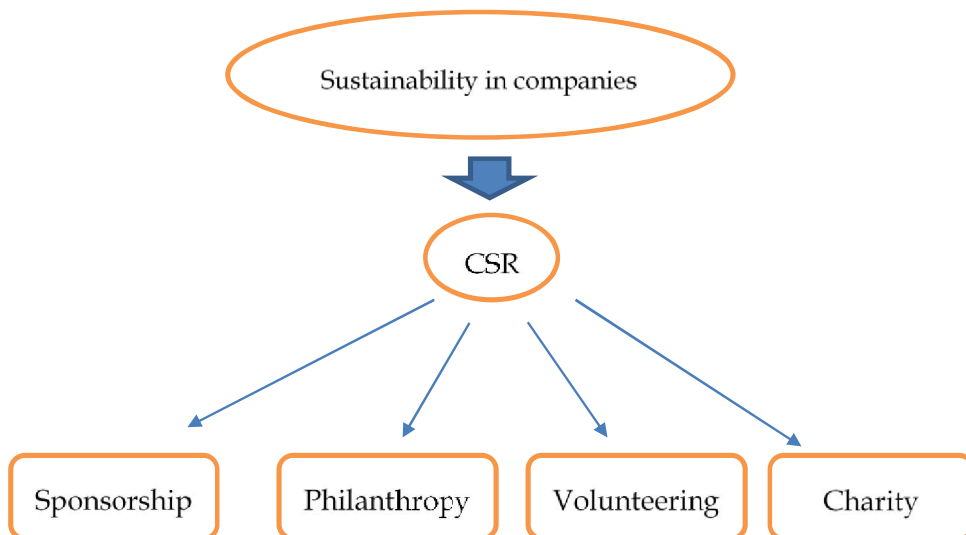 Sustainability in companies
CSR
Sponsorship
Philanthropy
Volunteering
Charity